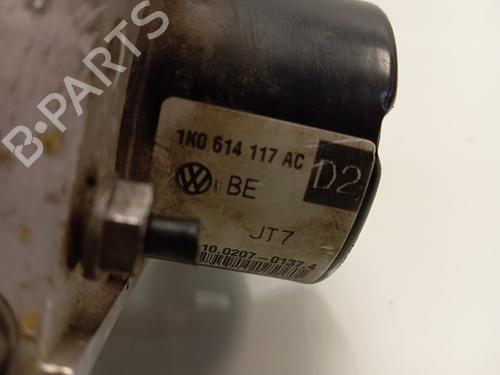 1K0 614 117 AC
D2
BE
JT7
10.0207-0137.4
B-PARTS